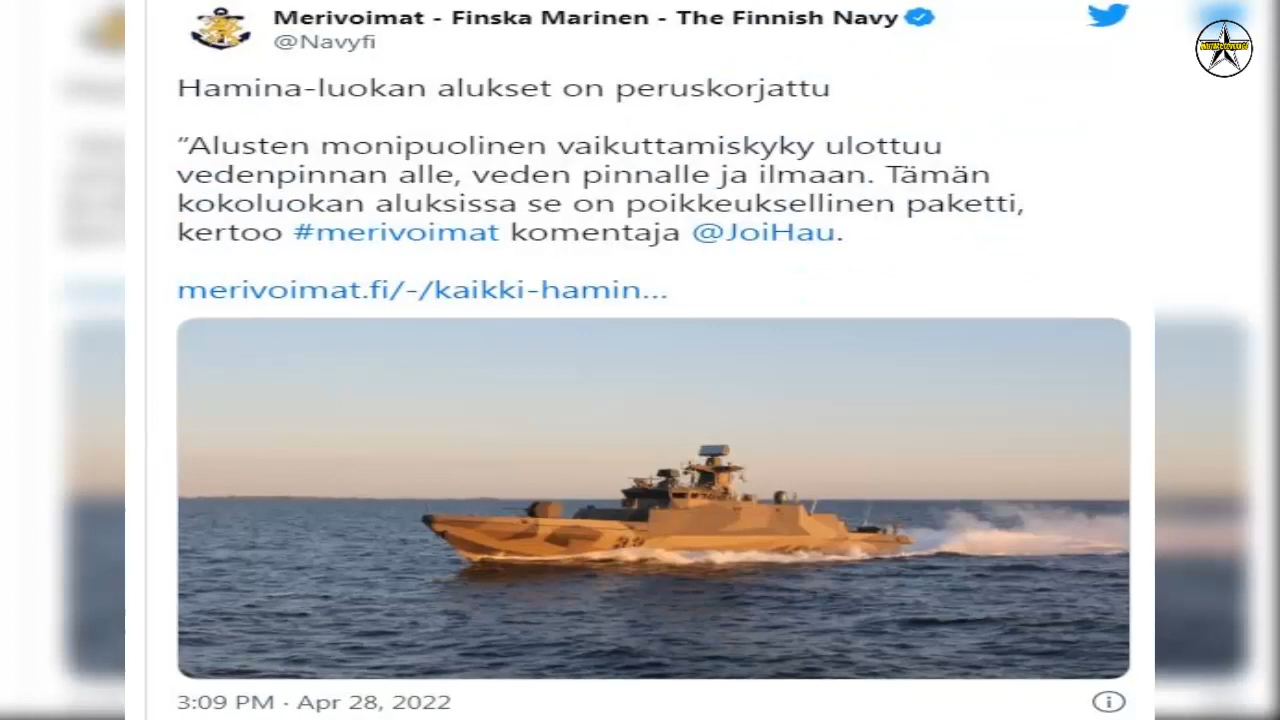 Merivoimat - Finska Marinen - The Finnish Navy
@Navyfi
Hamina-luokan alukset on peruskorjattu
”Alusten monipuolinen vaikuttamiskyky ulottuu
vedenpinnan alle, veden pinnalle ja ilmaan. Tämän
kokoluokan aluksissa se on poikkeuksellinen paketti,
kertoo #merivoimat komentaja @JoiHau.
merivoimat.fi/-/kaikki-hamin...
3:09 PM · Apr 28, 2022